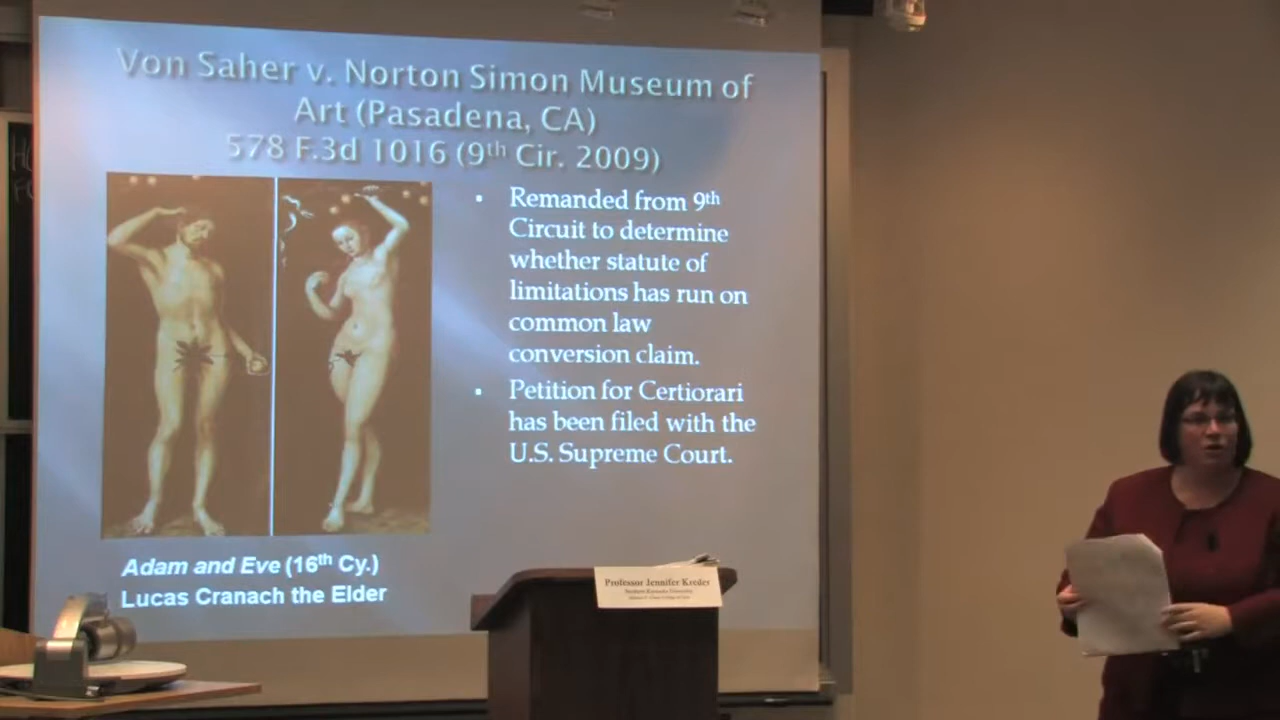 Von Saher v. Norton Simon Museum of
Art (Pasadena, CA)
578 F.3d 1016 (9th Cir. 2009)
▪ Remanded from 9th
Circuit to determine
whether statute of
limitations has run on
common law
conversion claim.
▪ Petition for Certiorari
has been filed with the
U.S. Supreme Court.
Adam and Eve (16th Cy.)
Lucas Cranach the Elder
Professor Jennifer Kreder